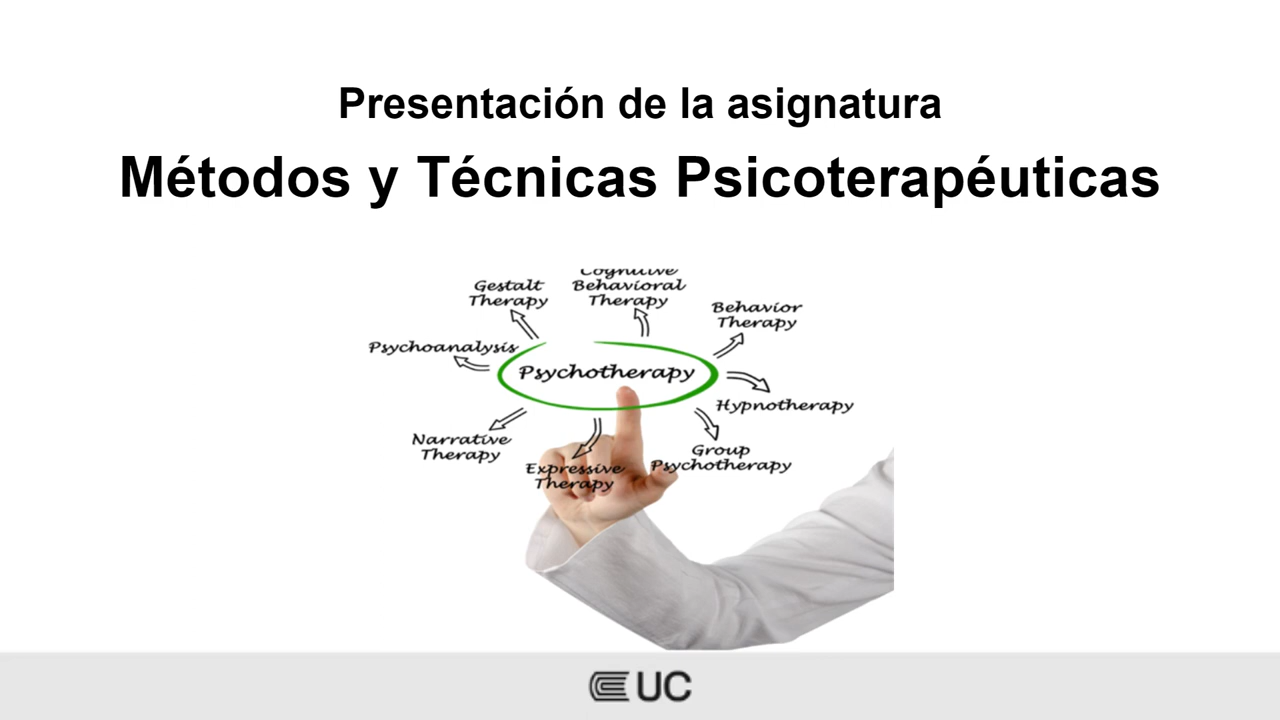 Presentación de la asignatura
Métodos y Técnicas Psicoterapéuticas
Cognitive
Gestalt
Therapy
Behavioral
Therapy
Behavior
Therapy
Psychoanalysis
Psychotherapy
Hypnotherapy
Narrative
Therapy
Group
Psychotherapy
Expressive
Therapy
UC